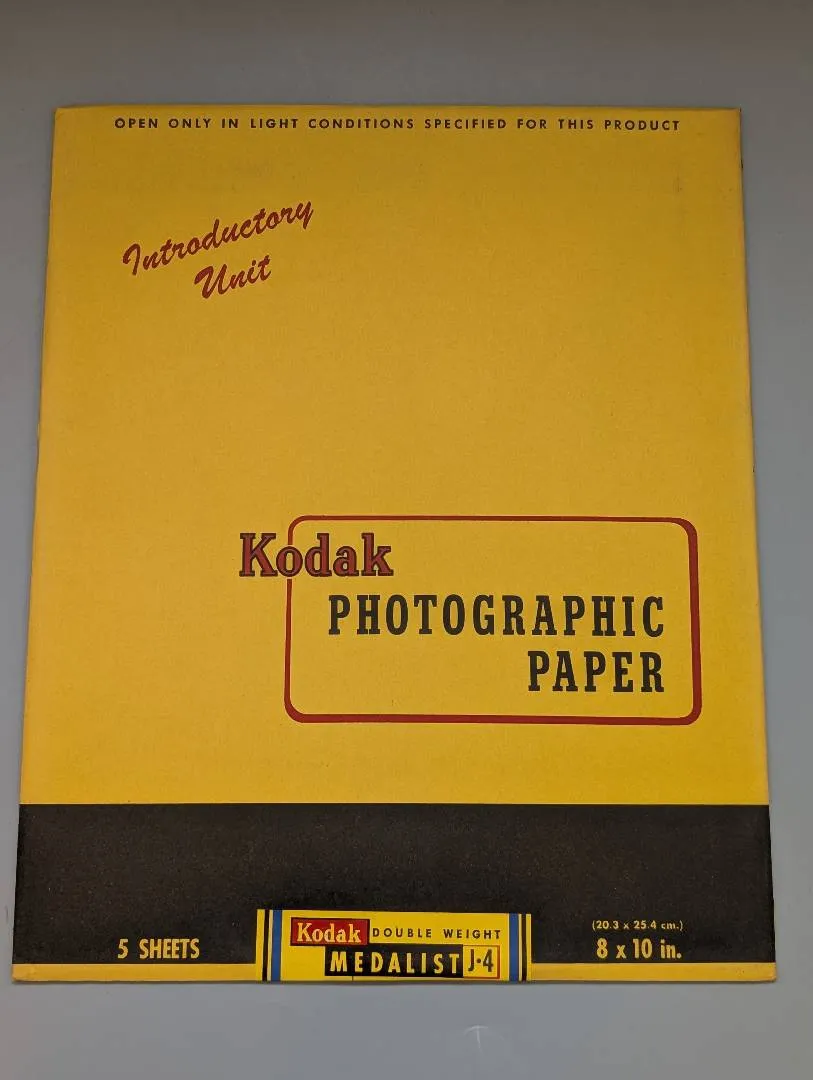 OPEN ONLY IN LIGHT CONDITIONS SPECIFIED FOR THIS PRODUCT
Introductory
Unit
Kodak
PHOTOGRAPHIC
PAPER
5 SHEETS
Kodak DOUBLE WEIGHT
MEDALIST J·4
(20.3 x 25.4 cm.)
8 x 10 in.